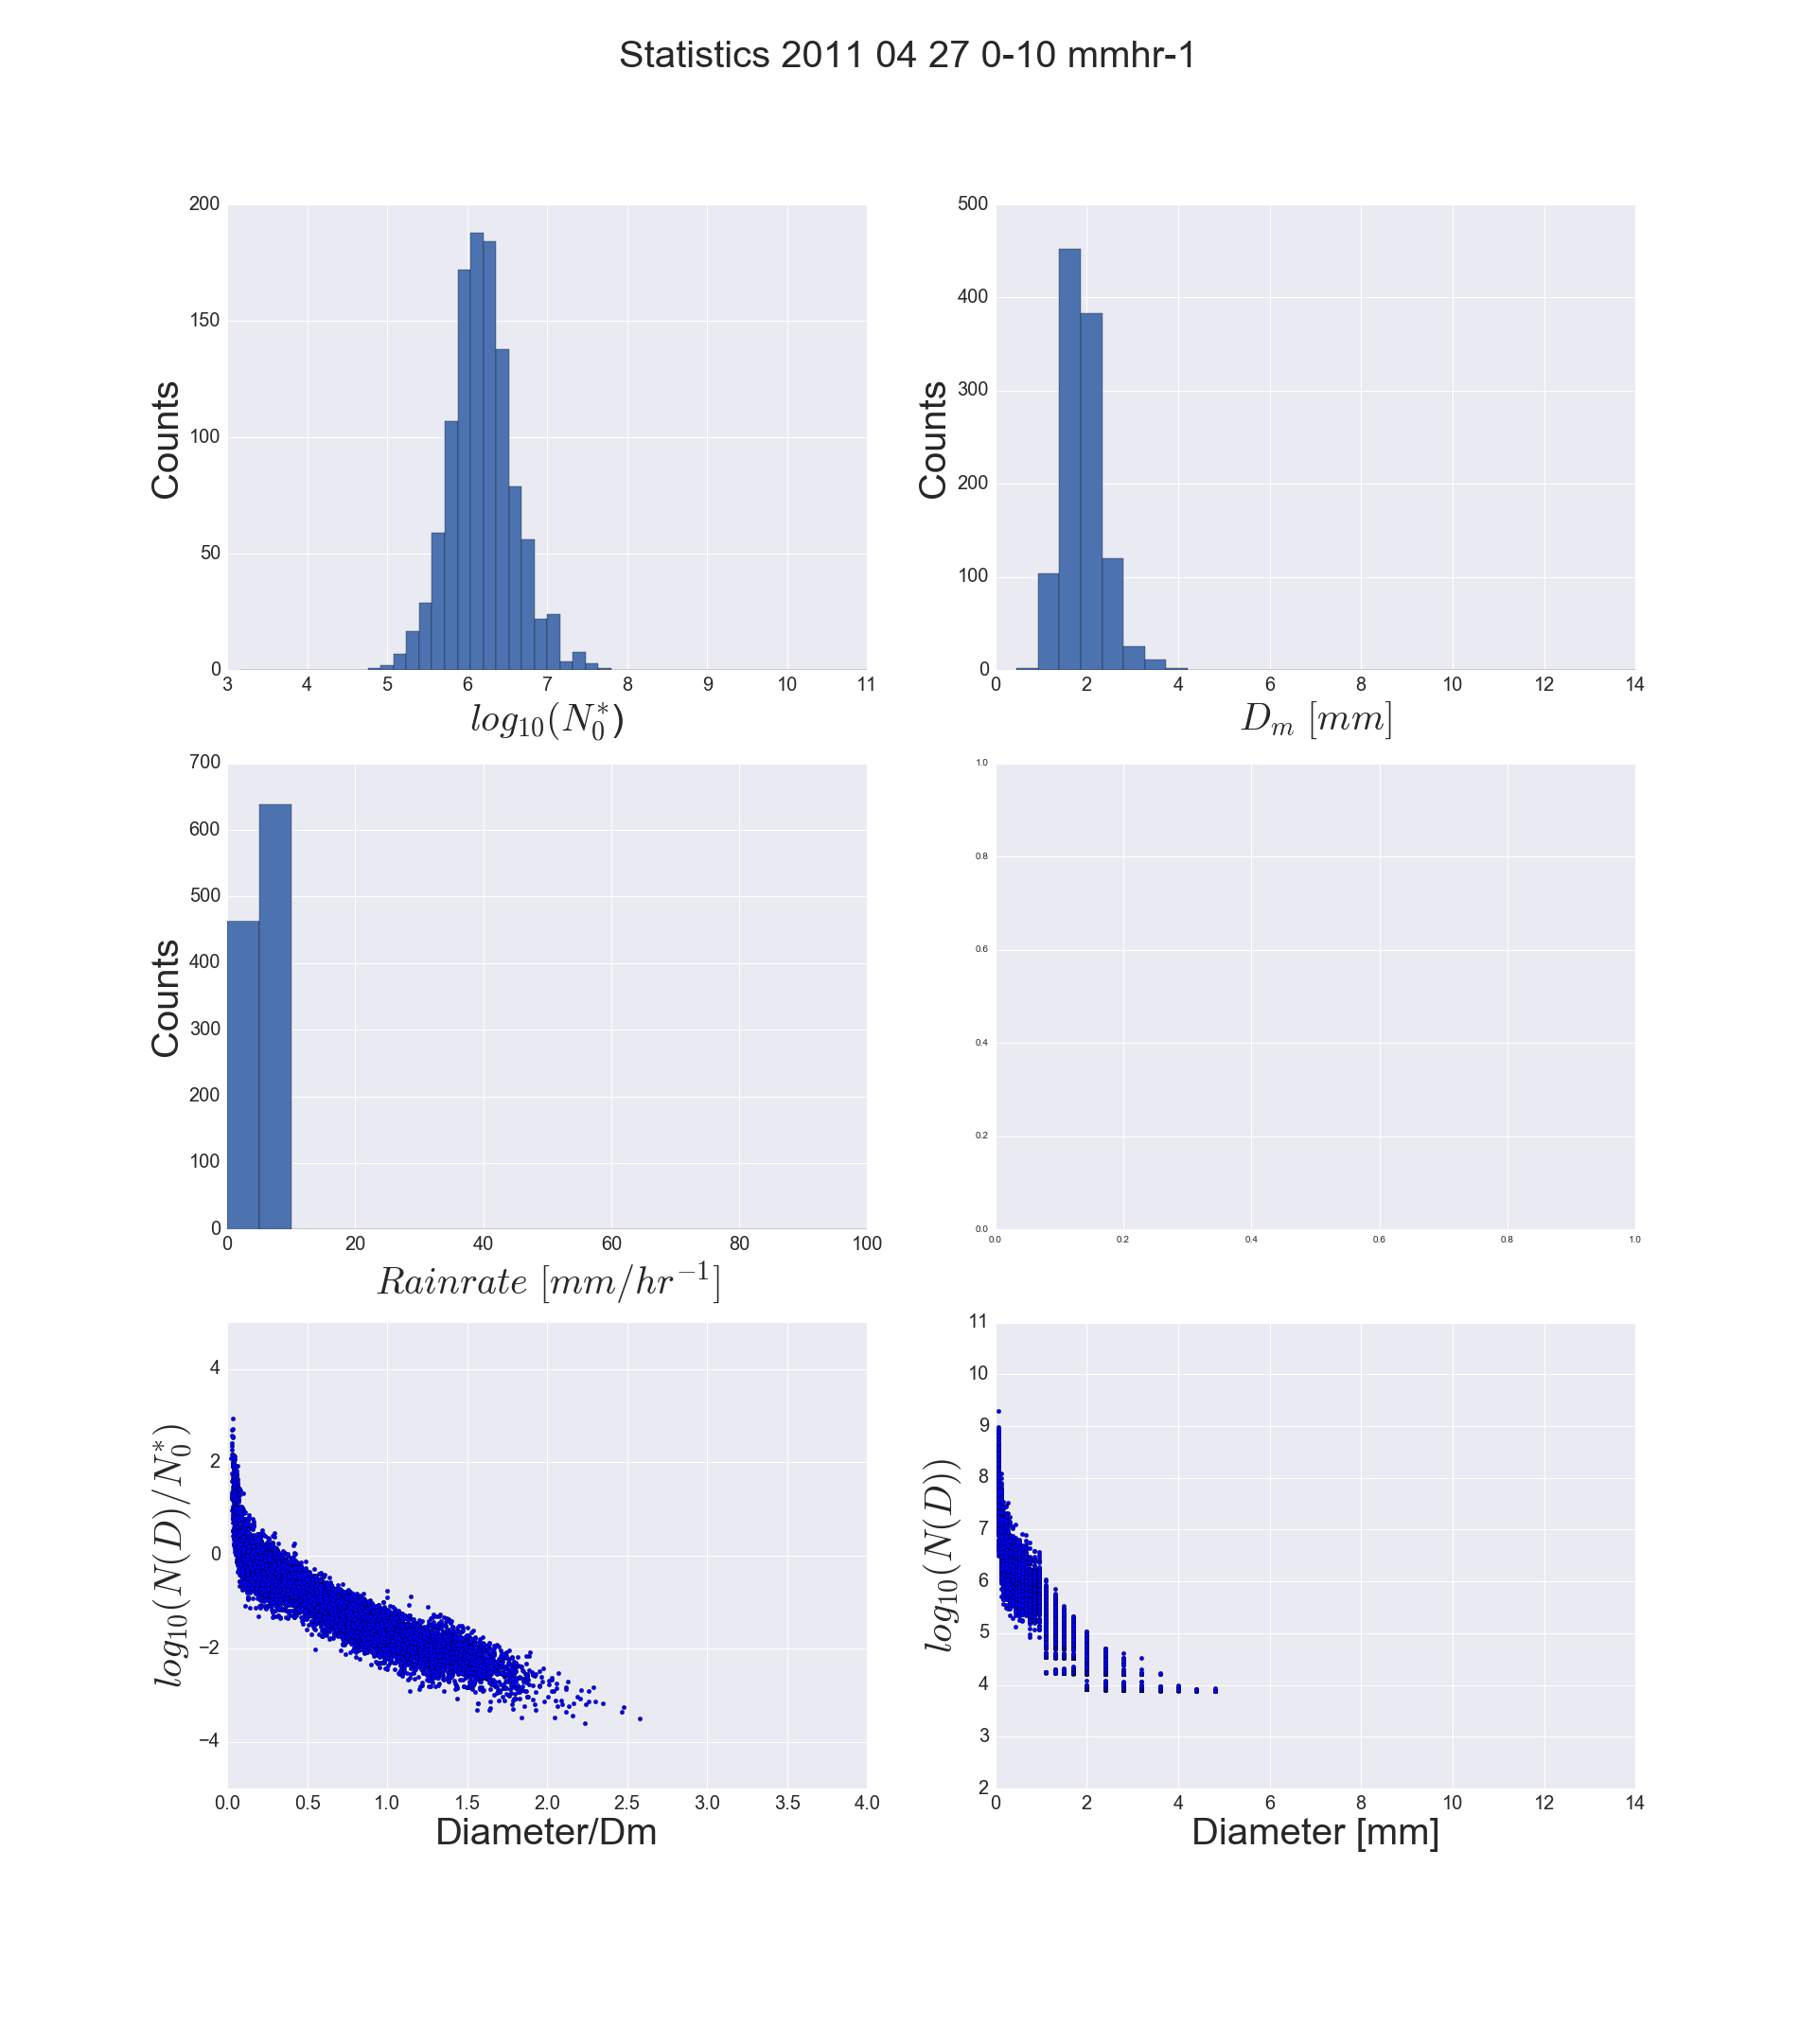 Statistics 2011 04 27 0-10 mmhr-1
200
150
100
50
0
3 4 5 6 7 8 9 10 11
Counts
log10(N0*)
500
400
300
200
100
0
0 2 4 6 8 10 12 14
Counts
Dm [mm]
700
600
500
400
300
200
100
0
0 20 40 60 80 100
Counts
Rainrate [mm/hr−1]
1.0
0.8
0.6
0.4
0.2
0.0
0.0 0.2 0.4 0.6 0.8 1.0
4
2
0
−2
−4
0.0 0.5 1.0 1.5 2.0 2.5 3.0 3.5 4.0
log10(N(D)/N0*)
Diameter/Dm
11
10
9
8
7
6
5
4
3
2
0 2 4 6 8 10 12 14
log10(N(D))
Diameter [mm]